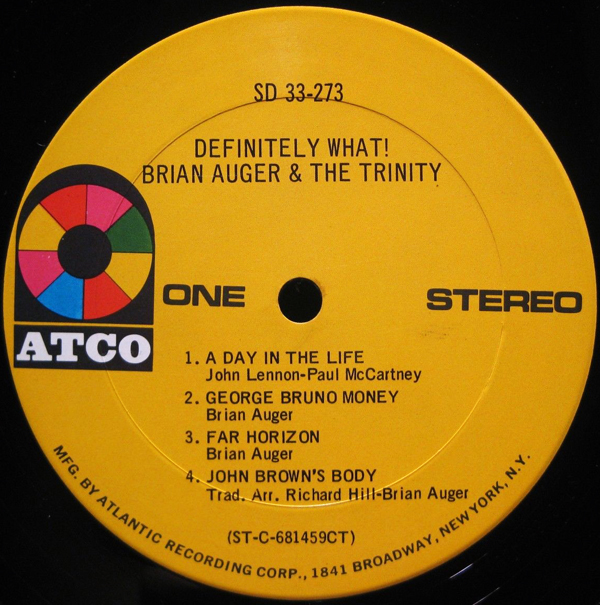 SD 33-273
DEFINITELY WHAT!
BRIAN AUGER & THE TRINITY
ONE
STEREO
ATCO
1. A DAY IN THE LIFE
John Lennon-Paul McCartney
2. GEORGE BRUNO MONEY
Brian Auger
3. FAR HORIZON
Brian Auger
4. JOHN BROWN'S BODY
Trad. Arr. Richard Hill-Brian Auger
(ST-C-681459CT)
MFG. BY ATLANTIC RECORDING CORP., 1841 BROADWAY, NEW YORK, N.Y.